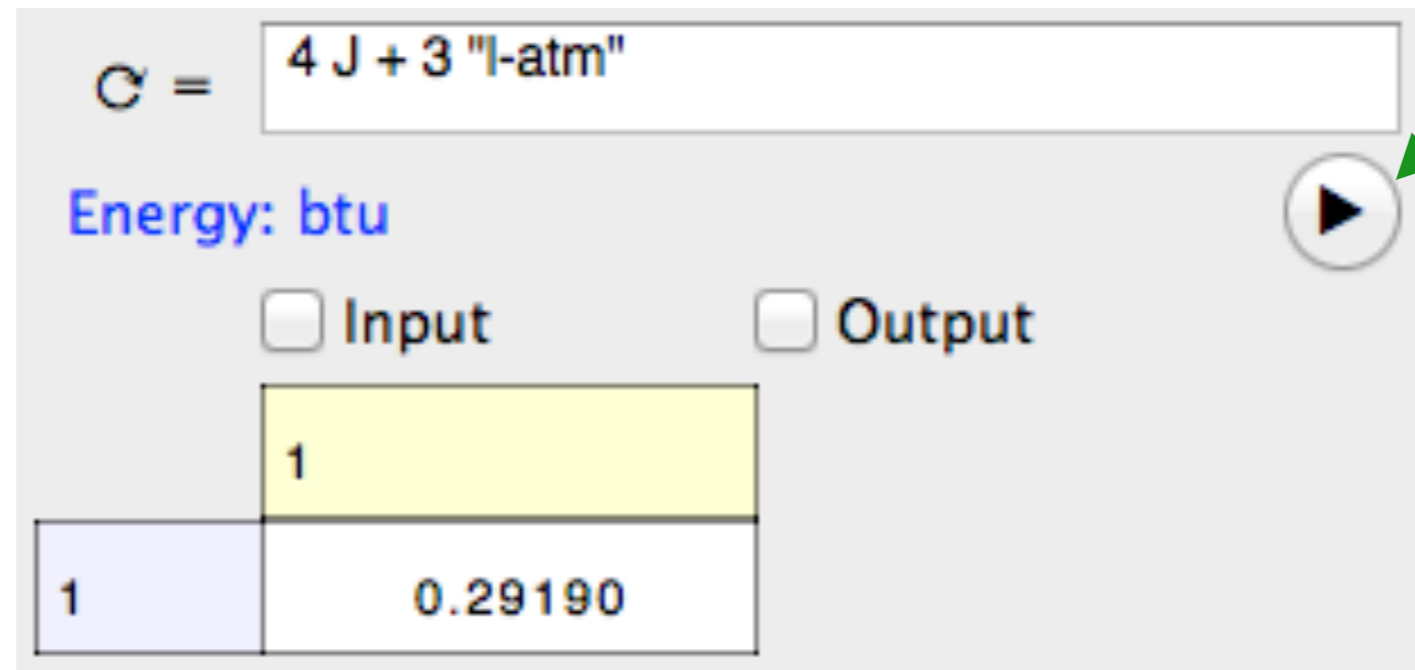 = 4 J + 3 "l-atm"
Energy: btu
Input Output
1
1 0.29190